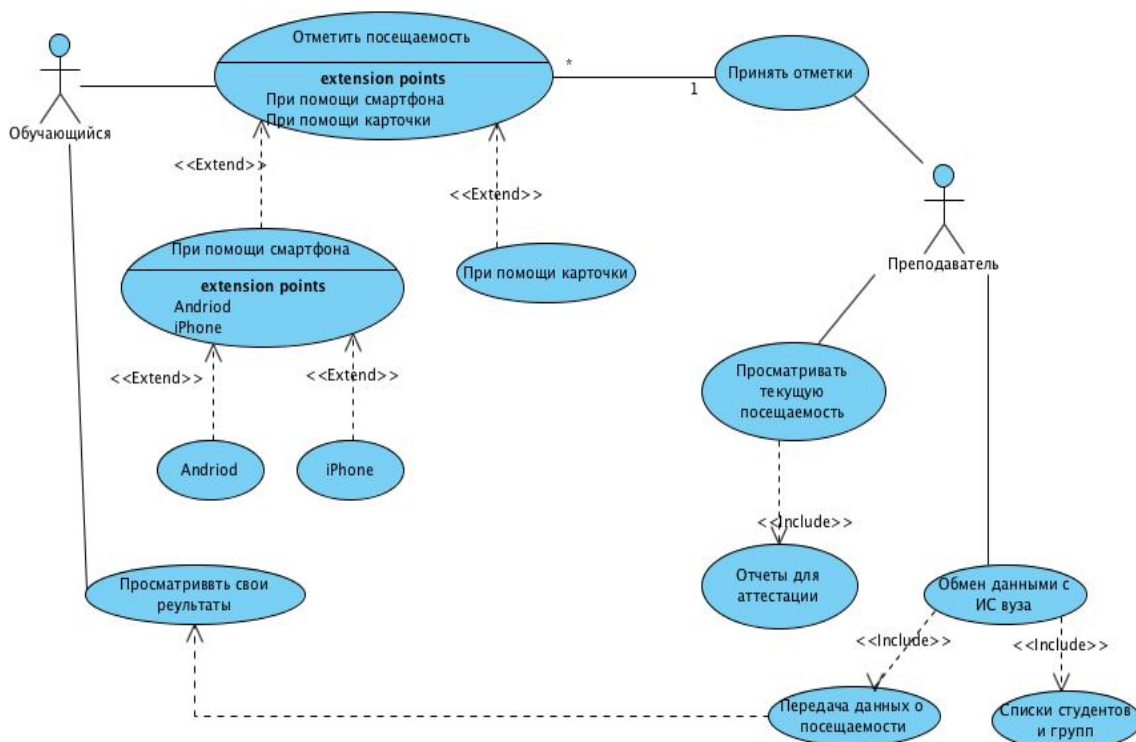 Отметить посещаемость
extension points
При помощи смартфона
При помощи карточки
*
1
Принять отметки
Обучающийся
<<Extend>>
<<Extend>>
При помощи смартфона
extension points
Andriod
iPhone
При помощи карточки
Преподаватель
<<Extend>>
<<Extend>>
Просматривать
текущую
посещаемость
Andriod
iPhone
<<Include>>
Просматриввть свои
реультаты
Отчеты для
аттестации
Обмен данными с
ИС вуза
<<Include>>
<<Include>>
Передача данных о
посещаемости
Списки студентов
и групп